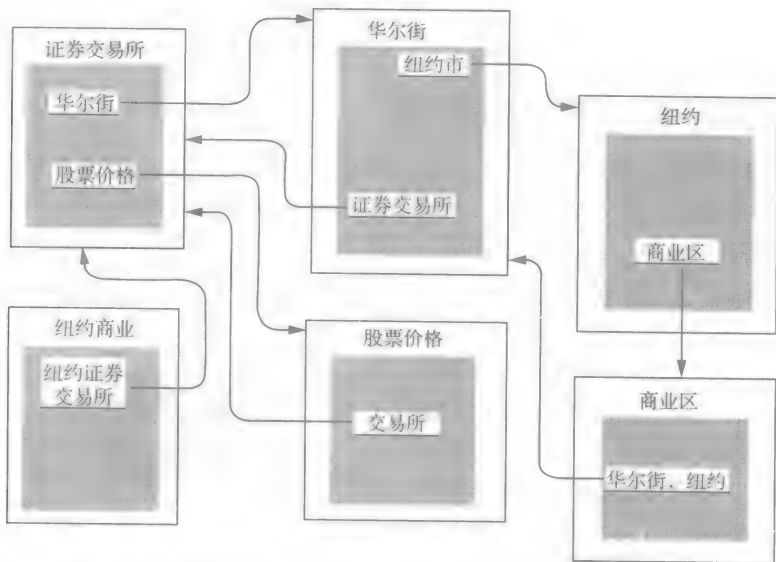 证券交易所
华尔街
股票价格
华尔街
纽约市
证券交易所
纽约
商业区
纽约商业
纽约证券
交易所
股票价格
交易所
商业区
华尔街、纽约